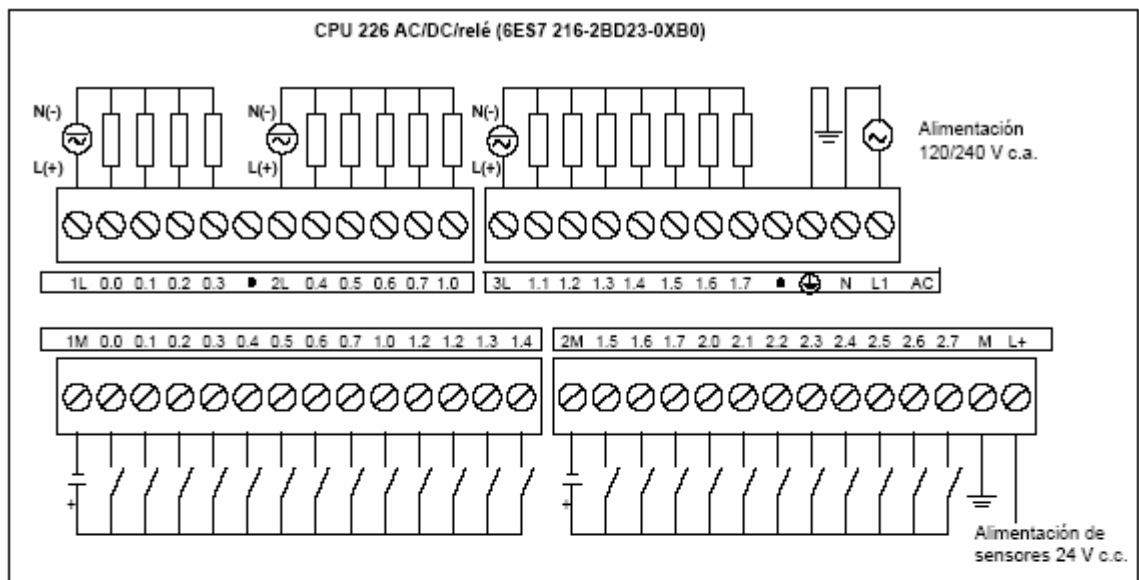 CPU 226 AC/DC/relé (6ES7 216-2BD23-0XB0)
N(-) N(-) N(-)
L(+) L(+) L(+)
Alimentación
120/240 V c.a.
1L 0.0 0.1 0.2 0.3 2L 0.4 0.5 0.6 0.7 1.0 3L 1.1 1.2 1.3 1.4 1.5 1.6 1.7 N L1 AC
1M 0.0 0.1 0.2 0.3 0.4 0.5 0.6 0.7 1.0 1.2 1.2 1.3 1.4 2M 1.5 1.6 1.7 2.0 2.1 2.2 2.3 2.4 2.5 2.6 2.7 M L+
+ +
Alimentación de
sensores 24 V c.c.